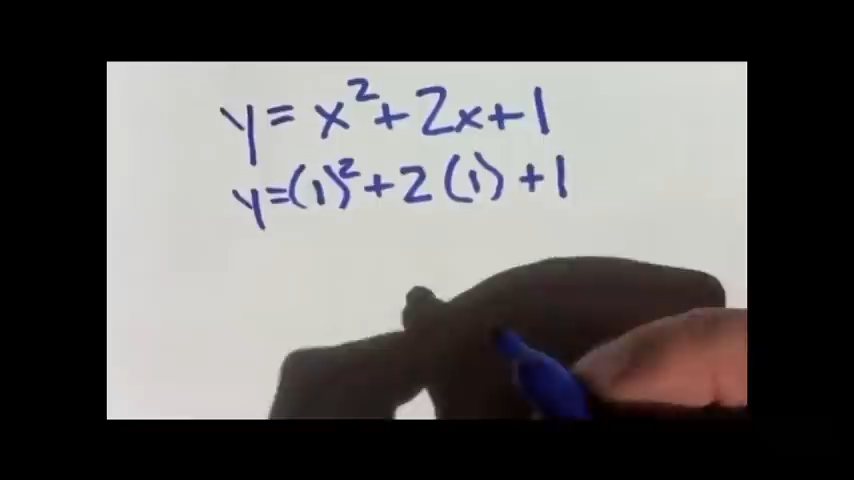 y = x² + 2x + 1
y = (1)² + 2 (1) + 1